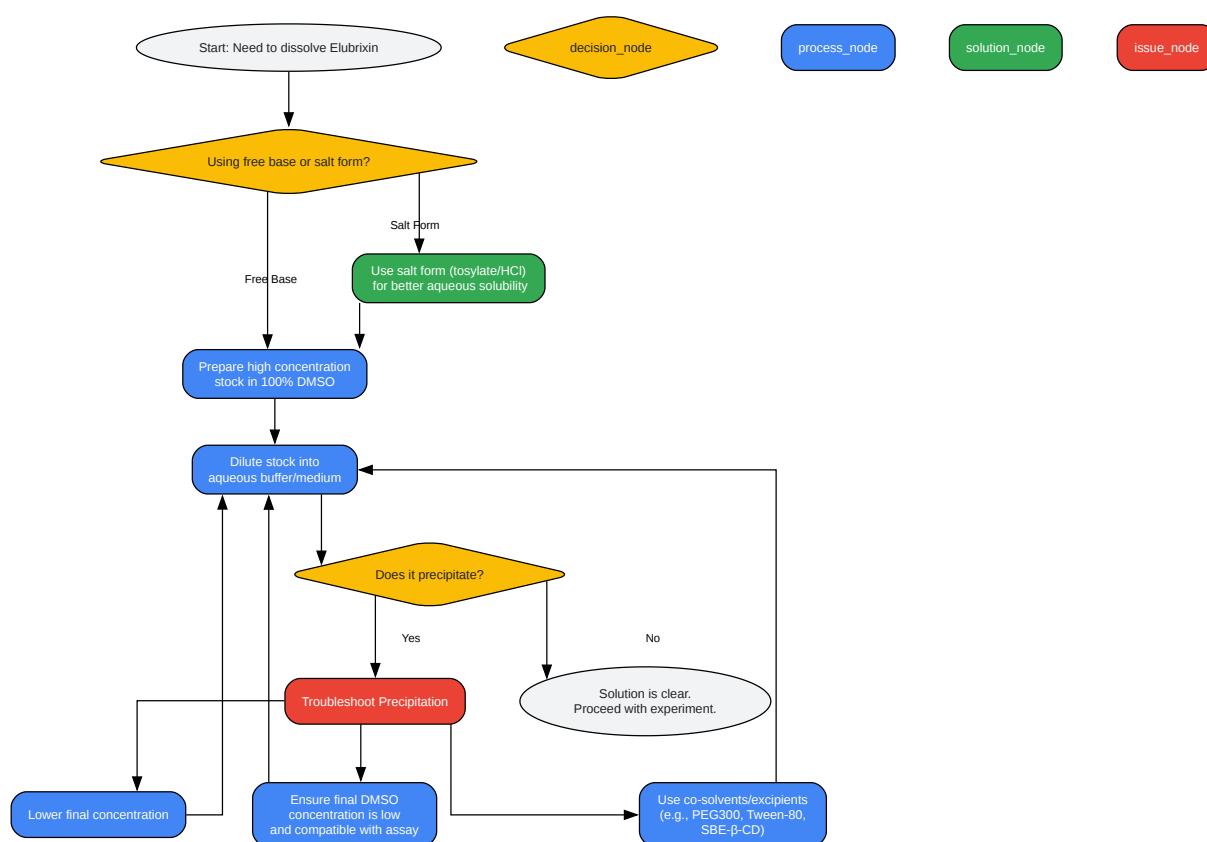 Start: Need to dissolve Elubrixin
decision_node
process_node
solution_node
issue_node
Using free base or salt form?
Salt Form
Use salt form (tosylate/HCl)
for better aqueous solubility
Free Base
Prepare high concentration
stock in 100% DMSO
Dilute stock into
aqueous buffer/medium
Does it precipitate?
Yes
No
Troubleshoot Precipitation
Solution is clear.
Proceed with experiment.
Lower final concentration
Ensure final DMSO
concentration is low
and compatible with assay
Use co-solvents/excipients
(e.g., PEG300, Tween-80,
SBE-β-CD)